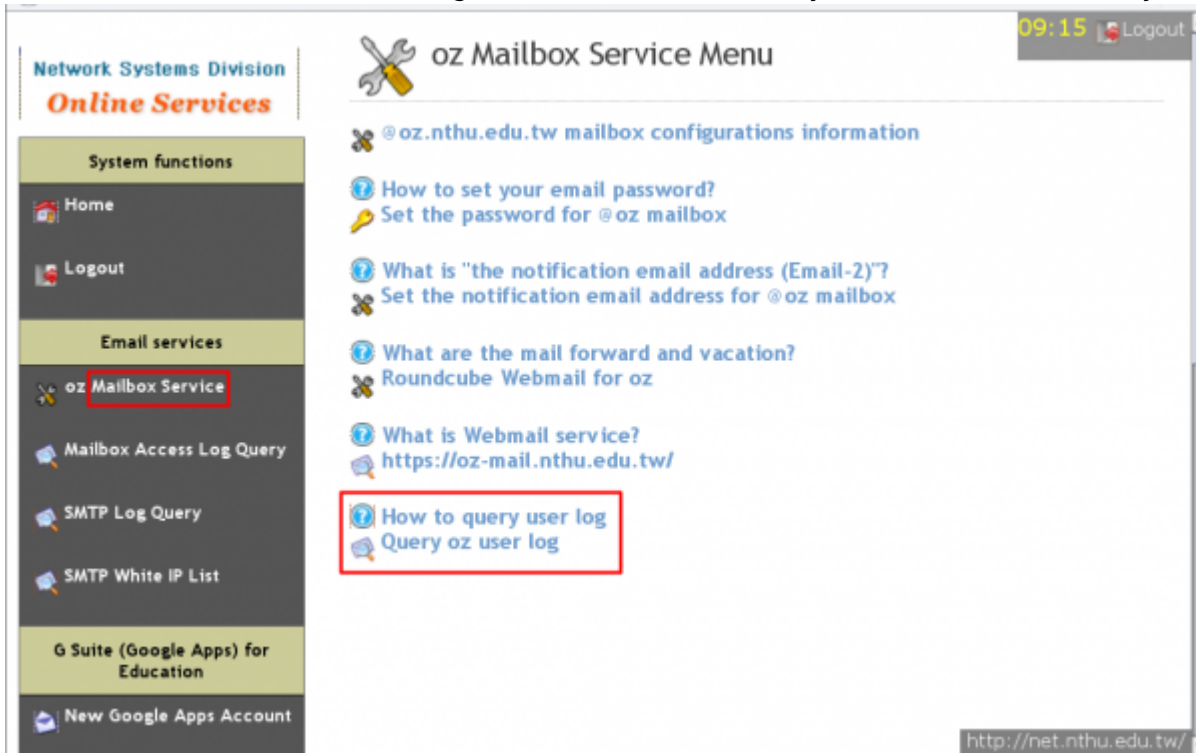 09:15 Logout
Network Systems Division
Online Services
System functions
Home
Logout
Email services
oz Mailbox Service
Mailbox Access Log Query
SMTP Log Query
SMTP White IP List
G Suite (Google Apps) for
Education
New Google Apps Account
oz Mailbox Service Menu
@oz.nthu.edu.tw mailbox configurations information
How to set your email password?
Set the password for @oz mailbox
What is "the notification email address (Email-2)"?
Set the notification email address for @oz mailbox
What are the mail forward and vacation?
Roundcube Webmail for oz
What is Webmail service?
https://oz-mail.nthu.edu.tw/
How to query user log
Query oz user log
http://net.nthu.edu.tw/